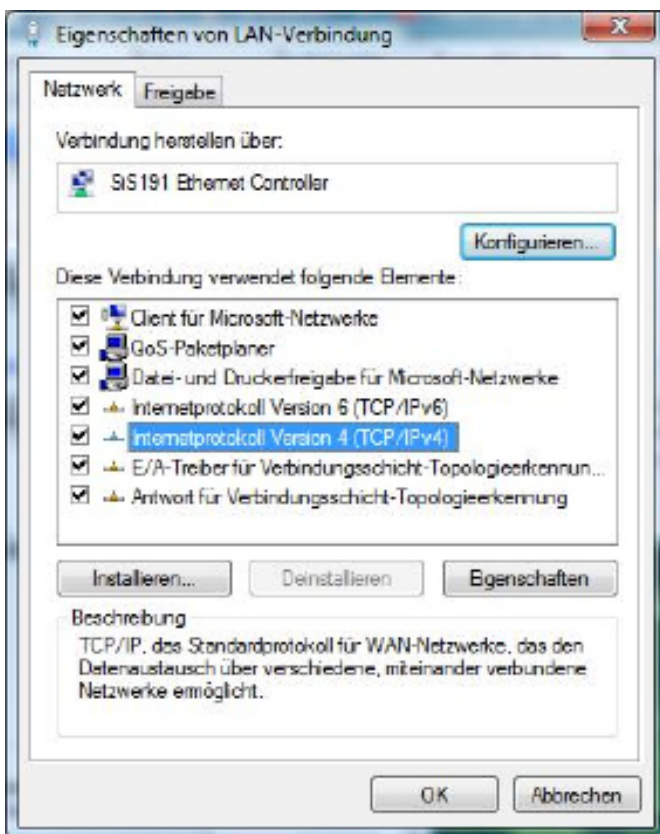 Eigenschaften von LAN-Verbindung
Netzwerk
Freigabe
Verbindung herstellen über:
SiS191 Ethernet Controller
Konfigurieren...
Diese Verbindung verwendet folgende Elemente:
Client für Microsoft-Netzwerke
QoS-Paketplaner
Datei- und Druckerfreigabe für Microsoft-Netzwerke
Internetprotokoll Version 6 (TCP/IPv6)
Internetprotokoll Version 4 (TCP/IPv4)
E/A-Treiber für Verbindungsschicht-Topologieerkennun...
Antwort für Verbindungsschicht-Topologieerkennung
Installieren...
Deinstallieren
Eigenschaften
Beschreibung
TCP/IP, das Standardprotokoll für WAN-Netzwerke, das den
Datenaustausch über verschiedene, miteinander verbundene
Netzwerke ermöglicht.
OK
Abbrechen